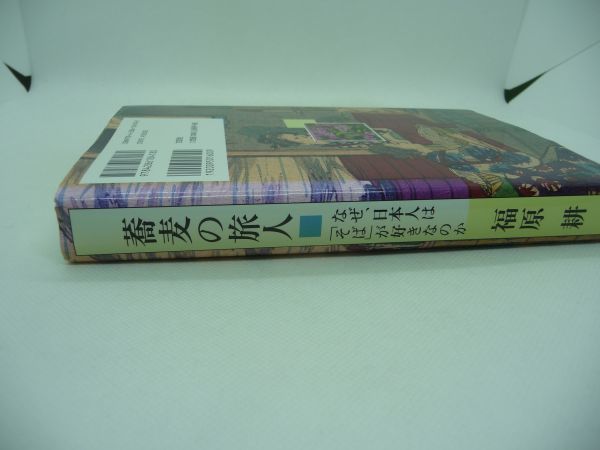 蕎麦の旅人
なぜ、日本人は
「そば」が好きなのか
福原 耕